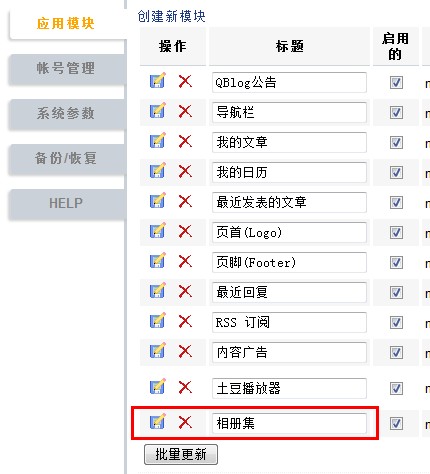 应用模块
帐号管理
系统参数
备份/恢复
HELP
创建新模块
操作 标题 启用的
QBlog公告
导航栏
我的文章
我的日历
最近发表的文章
页首(Logo)
页脚(Footer)
最近回复
RSS 订阅
内容广告
土豆播放器
相册集
批量更新